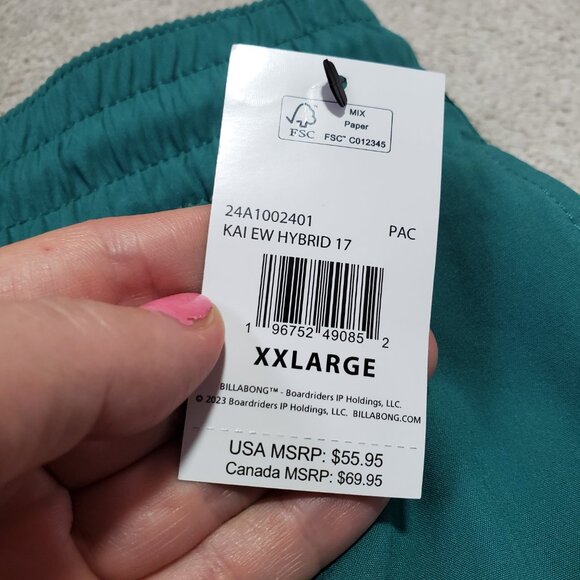 FSC
MIX
Paper
FSC™ C012345
24A1002401
KAI EW HYBRID 17
PAC
1 96752 49085 2
XXLARGE
BILLABONG™ - Boardriders IP Holdings, LLC.
© 2023 Boardriders IP Holdings, LLC. BILLABONG.COM
USA MSRP: $55.95
Canada MSRP: $69.95